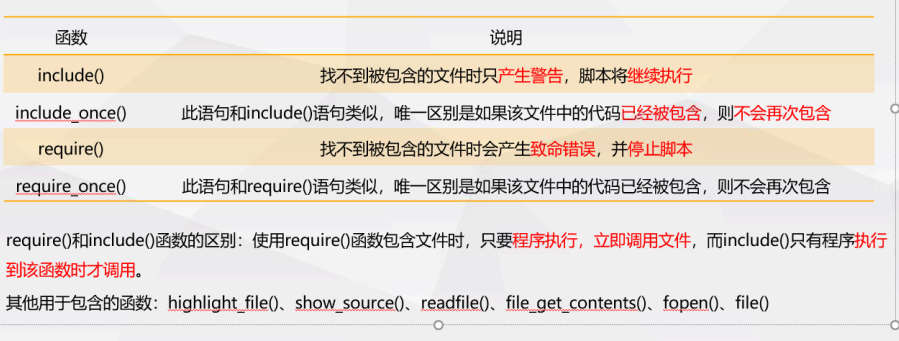 函数 说明
include() 找不到被包含的文件时只产生警告，脚本将继续执行
include_once() 此语句和include()语句类似，唯一区别是如果该文件中的代码已经被包含，则不会再次包含
require() 找不到被包含的文件时会产生致命错误，并停止脚本
require_once() 此语句和require()语句类似，唯一区别是如果该文件中的代码已经被包含，则不会再次包含
require()和include()函数的区别：使用require()函数包含文件时，只要程序执行，立即调用文件，而include()只有程序执行
到该函数时才调用。
其他用于包含的函数：highlight_file()、show_source()、readfile()、file_get_contents()、fopen()、file()